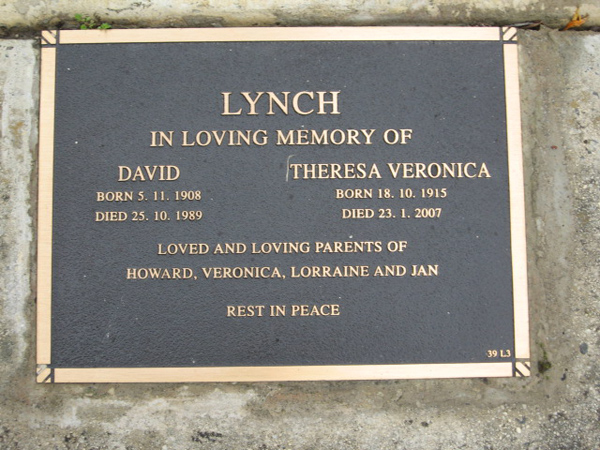 LYNCH
IN LOVING MEMORY OF
DAVID
BORN 5. 11. 1908
DIED 25. 10. 1989
THERESA VERONICA
BORN 18. 10. 1915
DIED 23. 1. 2007
LOVED AND LOVING PARENTS OF
HOWARD, VERONICA, LORRAINE AND JAN
REST IN PEACE
39 L3